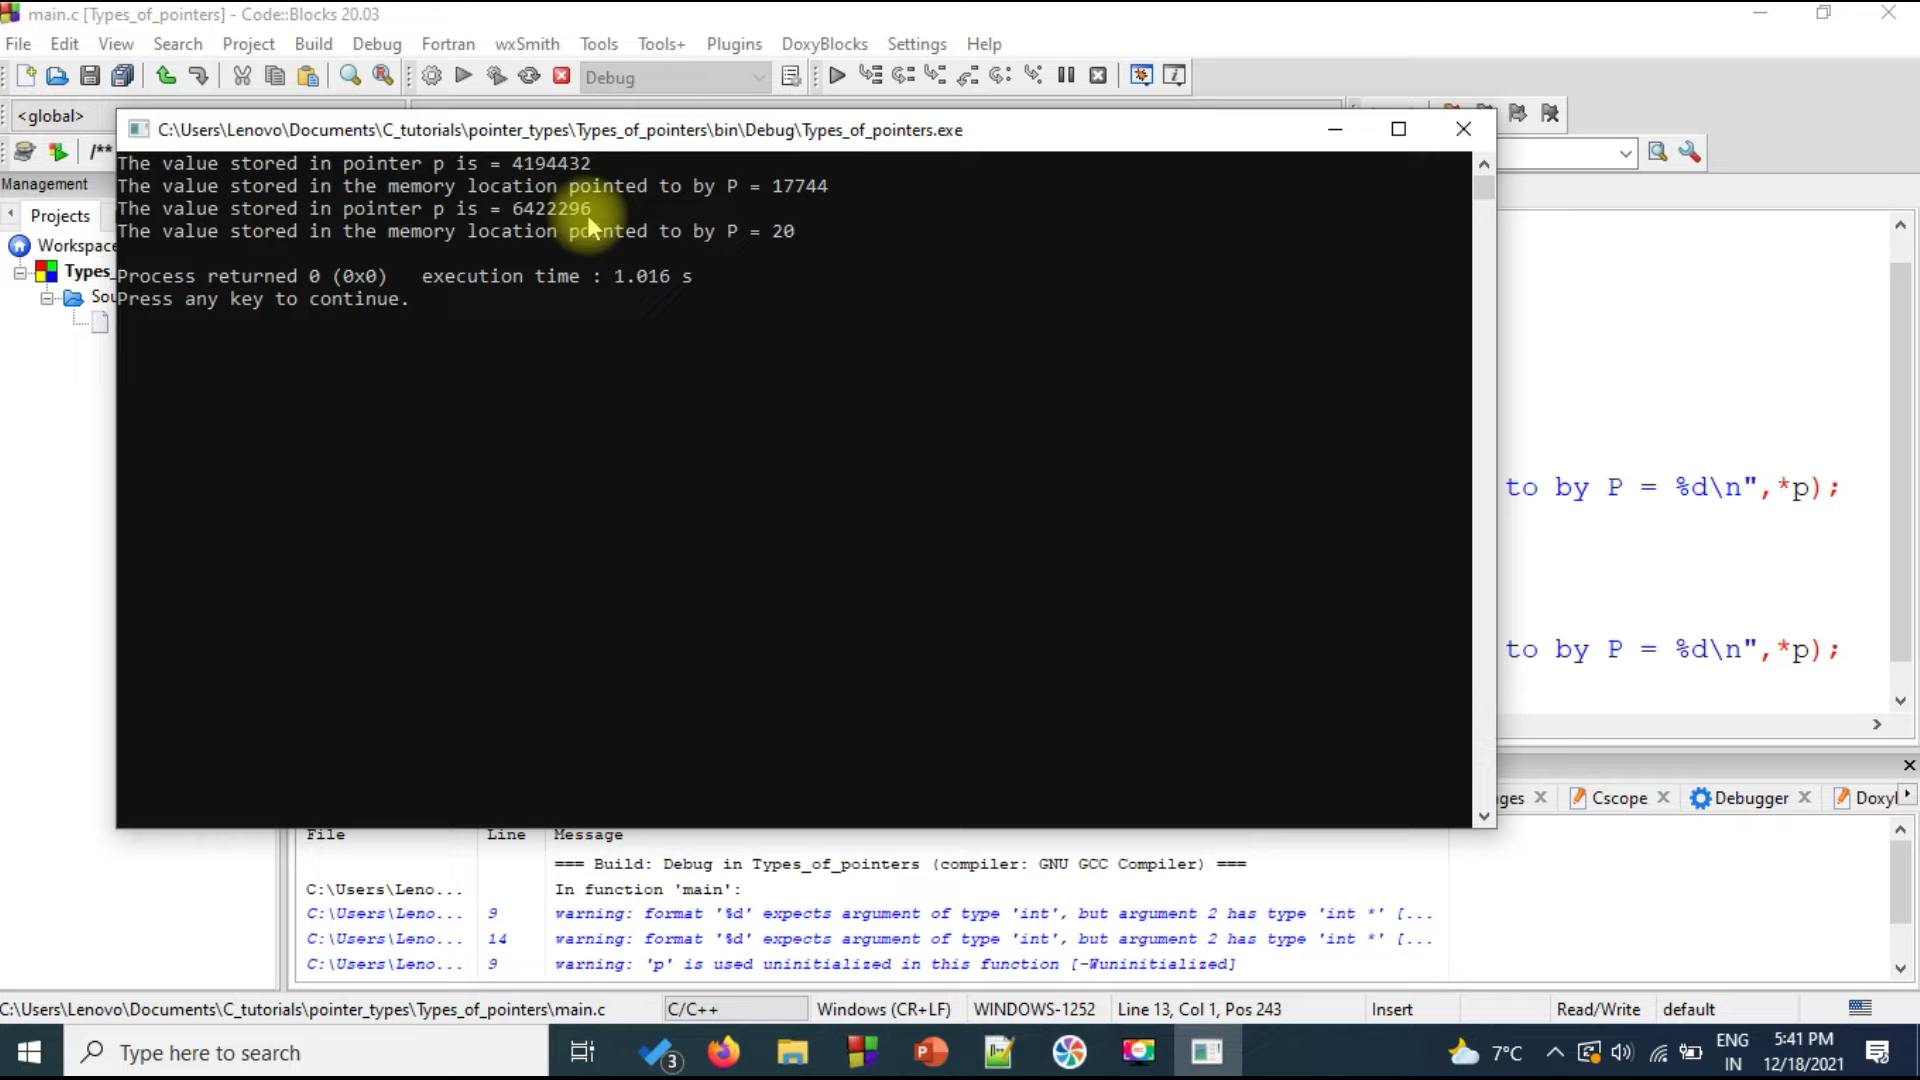 main.c [Types_of_pointers] - Code::Blocks 20.03
File Edit View Search Project Build Debug Fortran wxSmith Tools Tools+ Plugins DoxyBlocks Settings Help
Debug
<global>
C:\Users\Lenovo\Documents\C_tutorials\pointer_types\Types_of_pointers\bin\Debug\Types_of_pointers.exe
/**
The value stored in pointer p is = 4194432
Management
The value stored in the memory location pointed to by P = 17744
Projects
The value stored in pointer p is = 6422296
The value stored in the memory location pointed to by P = 20
Workspace
Types_
Process returned 0 (0x0)   execution time : 1.016 s
Sou
Press any key to continue.
to by P = %d\n",*p);
to by P = %d\n",*p);
ges Cscope Debugger Doxyl
File Line Message
=== Build: Debug in Types_of_pointers (compiler: GNU GCC Compiler) ===
C:\Users\Leno... In function 'main':
C:\Users\Leno... 9 warning: format '%d' expects argument of type 'int', but argument 2 has type 'int *' [...
C:\Users\Leno... 14 warning: format '%d' expects argument of type 'int', but argument 2 has type 'int *' [...
C:\Users\Leno... 9 warning: 'p' is used uninitialized in this function [-Wuninitialized]
C:\Users\Lenovo\Documents\C_tutorials\pointer_types\Types_of_pointers\main.c C/C++ Windows (CR+LF) WINDOWS-1252 Line 13, Col 1, Pos 243 Insert Read/Write default
Type here to search
3
7°C
ENG
IN
5:41 PM
12/18/2021